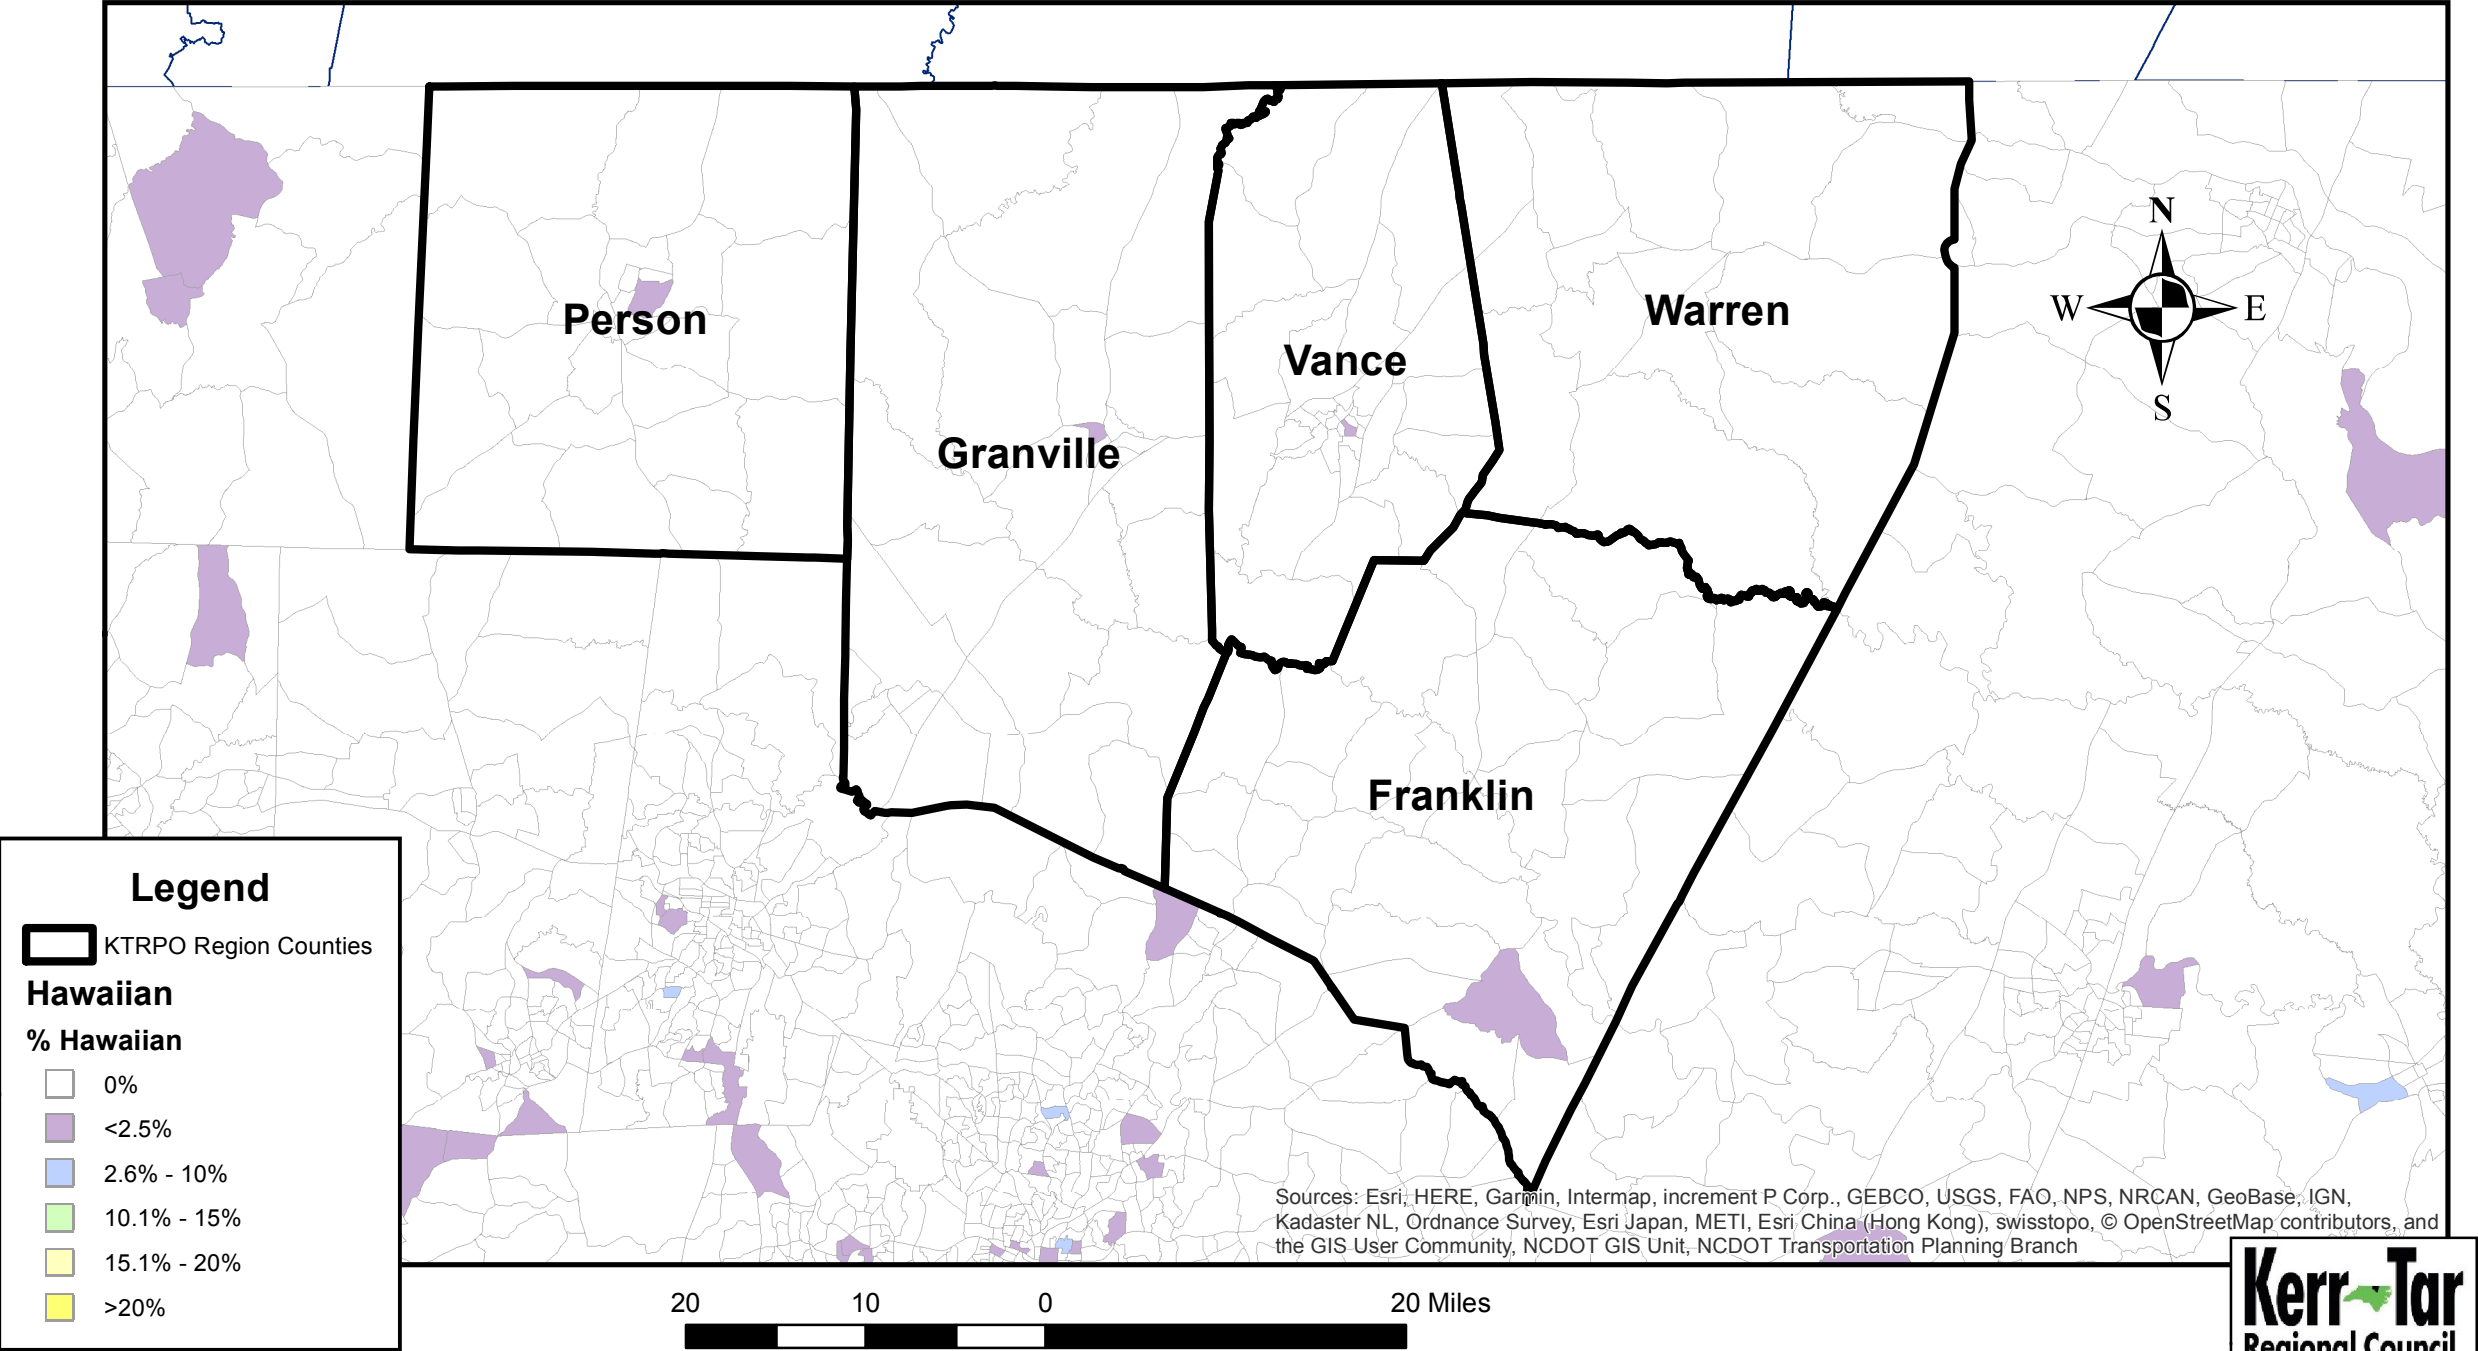 N
W
E
S
Person
Warren
Vance
Granville
Franklin
Legend
KTRPO Region Counties
Hawaiian
% Hawaiian
0%
<2.5%
2.6% - 10%
10.1% - 15%
15.1% - 20%
>20%
Sources: Esri, HERE, Garmin, Intermap, increment P Corp., GEBCO, USGS, FAO, NPS, NRCAN, GeoBase, IGN,
Kadaster NL, Ordnance Survey, Esri Japan, METI, Esri China (Hong Kong), swisstopo, © OpenStreetMap contributors, and
the GIS User Community, NCDOT GIS Unit, NCDOT Transportation Planning Branch
20 10 0 20 Miles
Kerr Tar
Regional Council